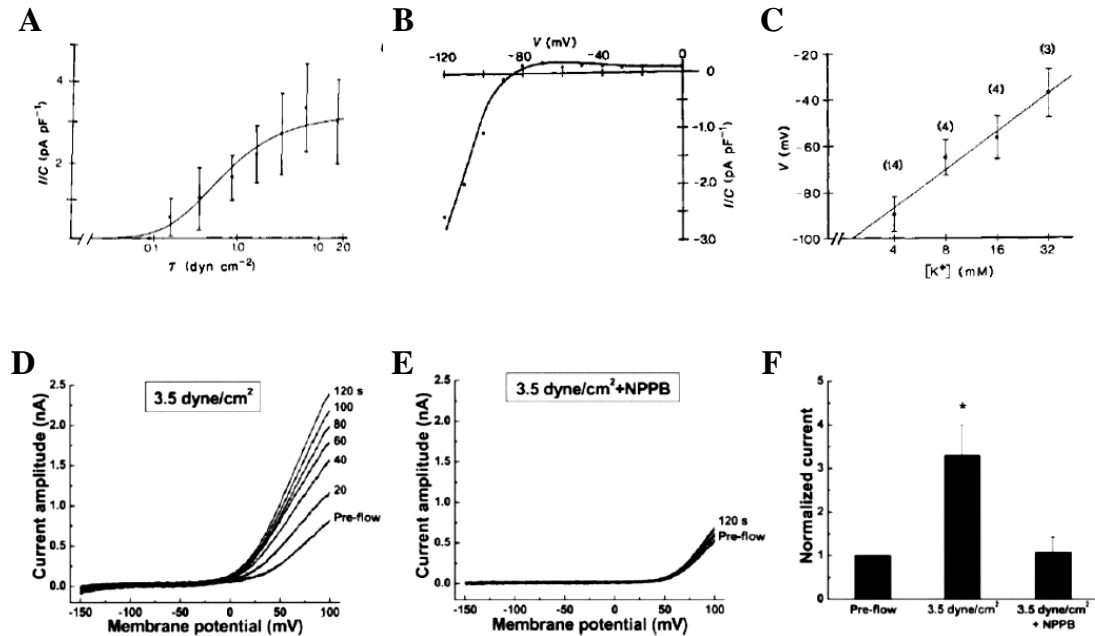 A
4
2
I/C (pA pF⁻¹)
0.1
1.0
10
20
τ (dyn cm⁻²)
B
V (mV)
-120
-80
-40
0
0
-1.0
-2.0
-3.0
I/C (pA pF⁻¹)
C
0
-20
-40
-60
-80
-100
V (mV)
(14)
(4)
(4)
(3)
4
8
16
32
[K⁺] (mM)
D
3.5 dyne/cm²
2.5
2.0
1.5
1.0
0.5
0.0
Current amplitude (nA)
120 s
100
80
60
40
20
Pre-flow
-150
-100
-50
0
50
100
Membrane potential (mV)
E
3.5 dyne/cm²+NPPB
2.5
2.0
1.5
1.0
0.5
0.0
Current amplitude (nA)
120 s
Pre-flow
-150
-100
-50
0
50
100
Membrane potential (mV)
F
5
4
3
2
1
0
Normalized current
*
Pre-flow
3.5 dyne/cm²
3.5 dyne/cm²
+ NPPB